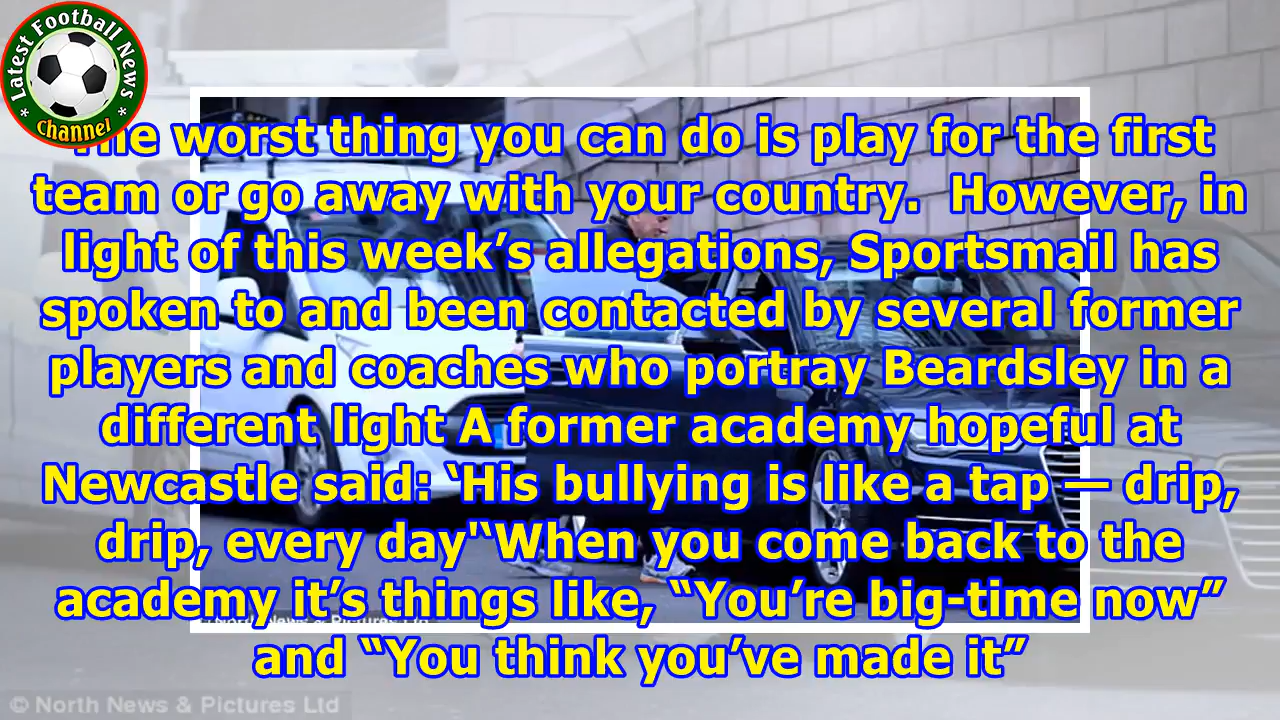 Latest Football News
* Channel *
The worst thing you can do is play for the first
team or go away with your country.  However, in
light of this week’s allegations, Sportsmail has
spoken to and been contacted by several former
players and coaches who portray Beardsley in a
different light A former academy hopeful at
Newcastle said: ‘His bullying is like a tap — drip,
drip, every day'‘When you come back to the
academy it’s things like, “You’re big-time now”
and “You think you’ve made it”
© North News & Pictures Ltd
North News & Pictures Ltd